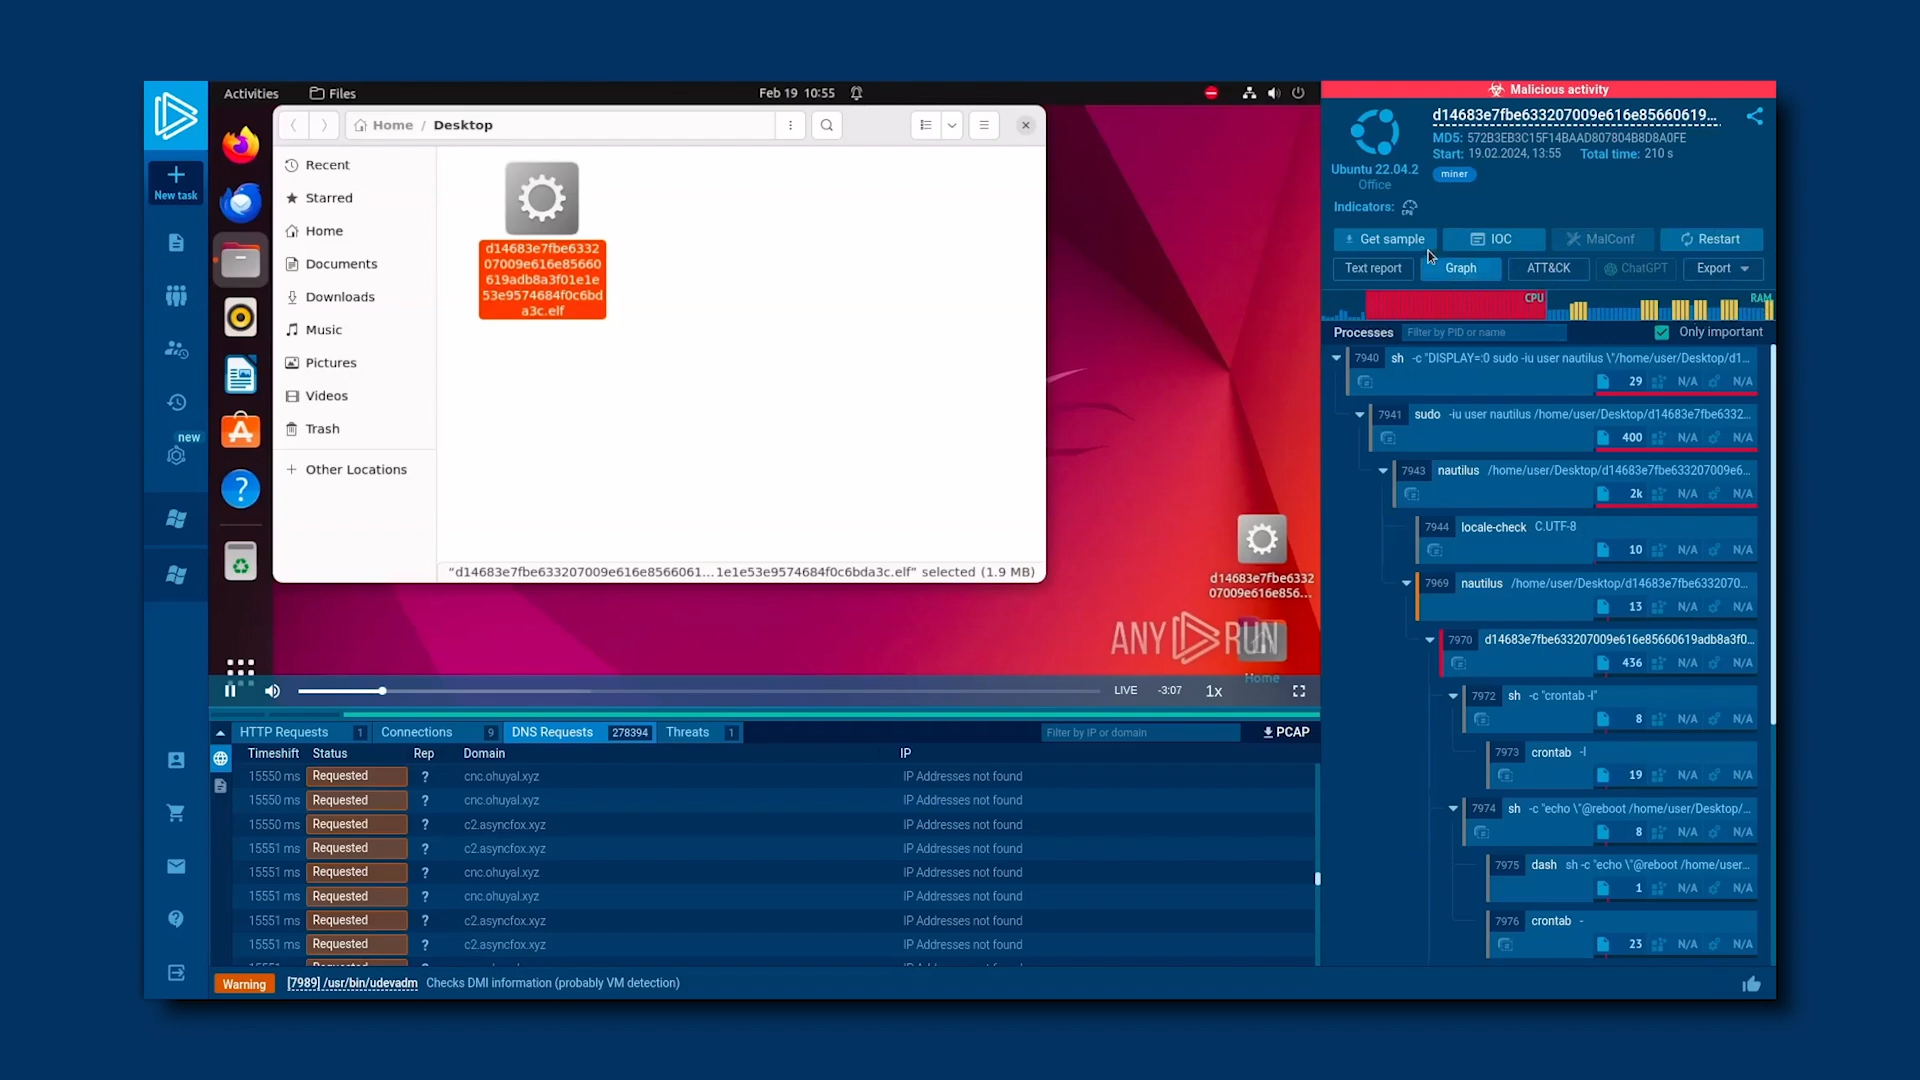 New task
new
Activities
Files
Feb 19 10:55
Home / Desktop
Recent
Starred
Home
Documents
Downloads
Music
Pictures
Videos
Trash
+ Other Locations
d14683e7fbe6332
07009e616e85660
619adb8a3f01e1e
53e9574684f0c6bd
a3c.elf
"d14683e7fbe633207009e616e8566061...1e1e53e9574684f0c6bda3c.elf" selected (1.9 MB)
d14683e7fbe6332
07009e616e856...
ANY RUN
Home
LIVE -3:07 1x
HTTP Requests 1
Connections 9
DNS Requests 278394
Threats 1
Filter by IP or domain
PCAP
Timeshift Status Rep Domain IP
15550 ms Requested ? cnc.ohuyal.xyz IP Addresses not found
15550 ms Requested ? cnc.ohuyal.xyz IP Addresses not found
15550 ms Requested ? c2.asyncfox.xyz IP Addresses not found
15551 ms Requested ? c2.asyncfox.xyz IP Addresses not found
15551 ms Requested ? cnc.ohuyal.xyz IP Addresses not found
15551 ms Requested ? cnc.ohuyal.xyz IP Addresses not found
15551 ms Requested ? c2.asyncfox.xyz IP Addresses not found
15551 ms Requested ? c2.asyncfox.xyz IP Addresses not found
Warning [7989] /usr/bin/udevadm Checks DMI information (probably VM detection)
Malicious activity
Ubuntu 22.04.2
Office
d14683e7fbe633207009e616e85660619...
MD5: 572B3EB3C15F14BAAD807804B8D8A0FE
Start: 19.02.2024, 13:55 Total time: 210 s
miner
Indicators:
CPU
Get sample
IOC
MalConf
Restart
Text report
Graph
ATT&CK
ChatGPT
Export
CPU
RAM
Processes
Filter by PID or name
Only important
7940 sh -c "DISPLAY=:0 sudo -iu user nautilus \"/home/user/Desktop/d1...
29 N/A N/A
7941 sudo -iu user nautilus /home/user/Desktop/d14683e7fbe6332...
400 N/A N/A
7943 nautilus /home/user/Desktop/d14683e7fbe633207009e6...
2k N/A N/A
7944 locale-check C.UTF-8
10 N/A N/A
7969 nautilus /home/user/Desktop/d14683e7fbe6332070...
13 N/A N/A
7970 d14683e7fbe633207009e616e85660619adb8a3f0...
436 N/A N/A
7972 sh -c "crontab -l"
8 N/A N/A
7973 crontab -l
19 N/A N/A
7974 sh -c "echo \"@reboot /home/user/Desktop/...
8 N/A N/A
7975 dash sh -c "echo \"@reboot /home/user...
1 N/A N/A
7976 crontab -
23 N/A N/A